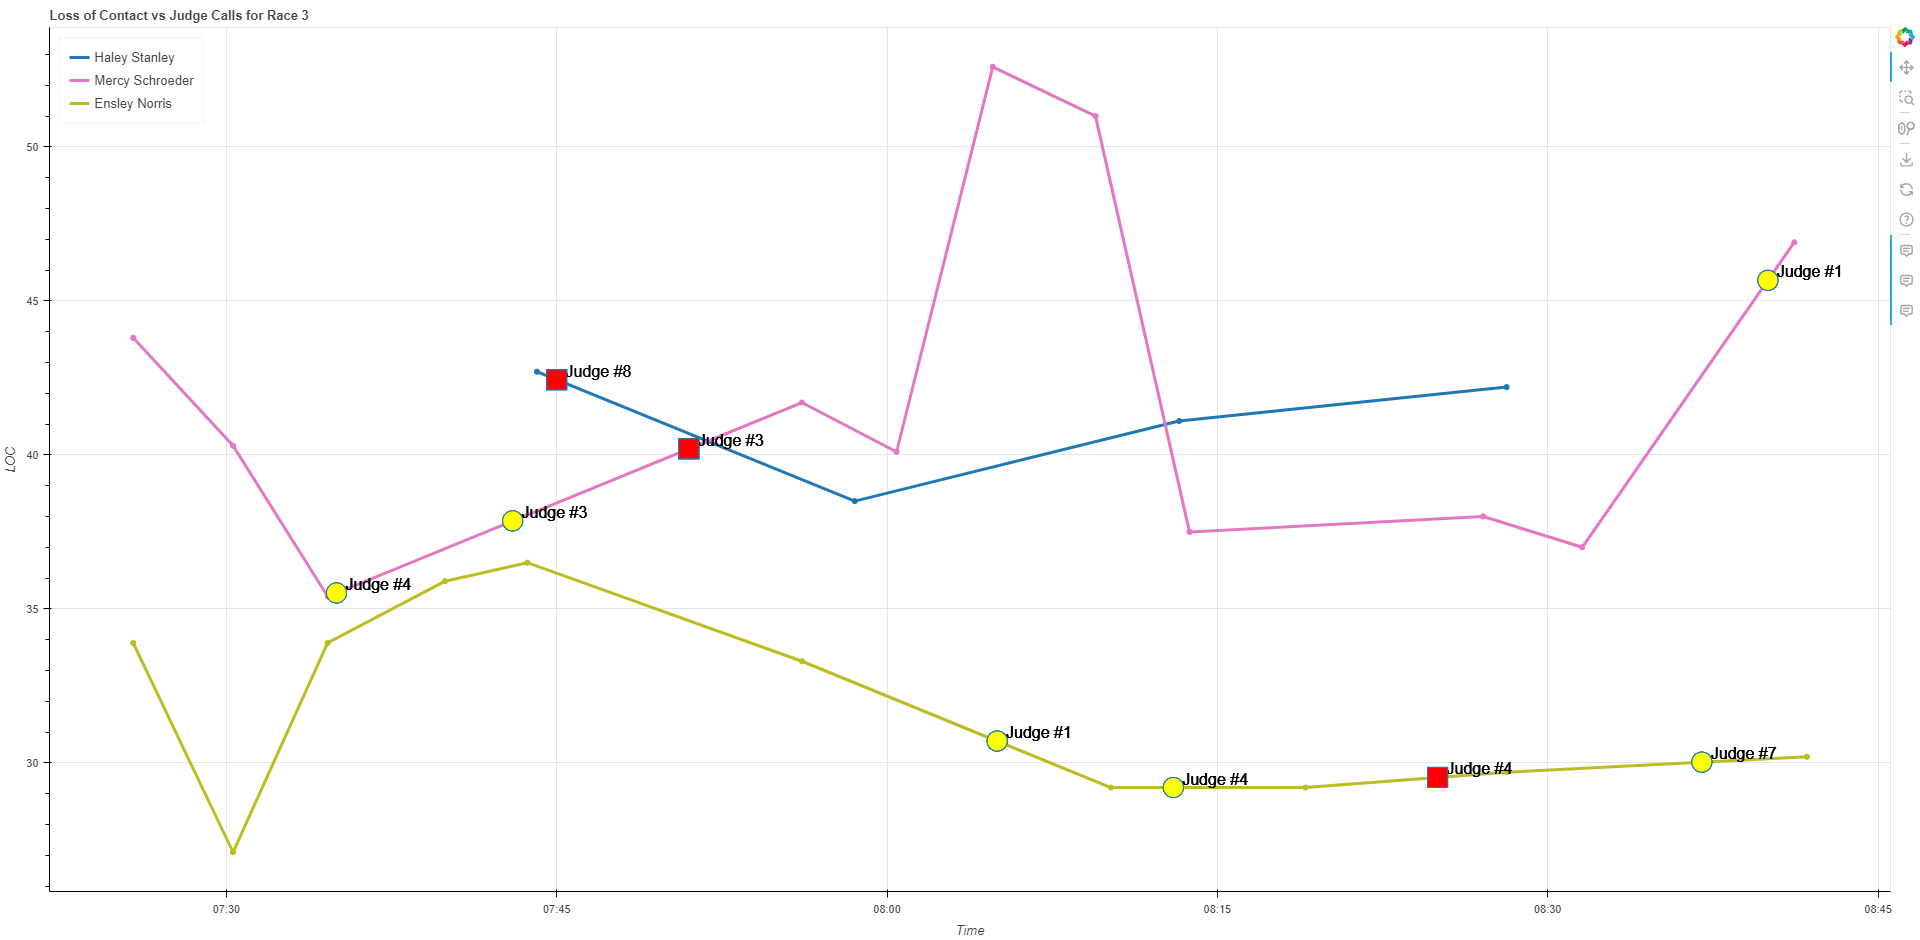 Loss of Contact vs Judge Calls for Race 3
Haley Stanley
Mercy Schroeder
Ensley Norris
50
45
40
35
30
LOC
Judge #1
Judge #8
Judge #3
Judge #3
Judge #4
Judge #1
Judge #7
Judge #4
Judge #4
07:30
07:45
08:00
08:15
08:30
08:45
Time